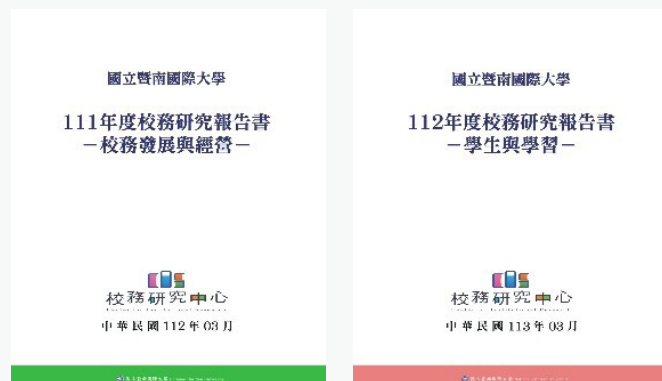 國立暨南國際大學
111年度校務研究報告書
－校務發展與經營－
校務研究中心
中華民國112年03月
國立暨南國際大學
112年度校務研究報告書
－學生與學習－
校務研究中心
中華民國113年03月